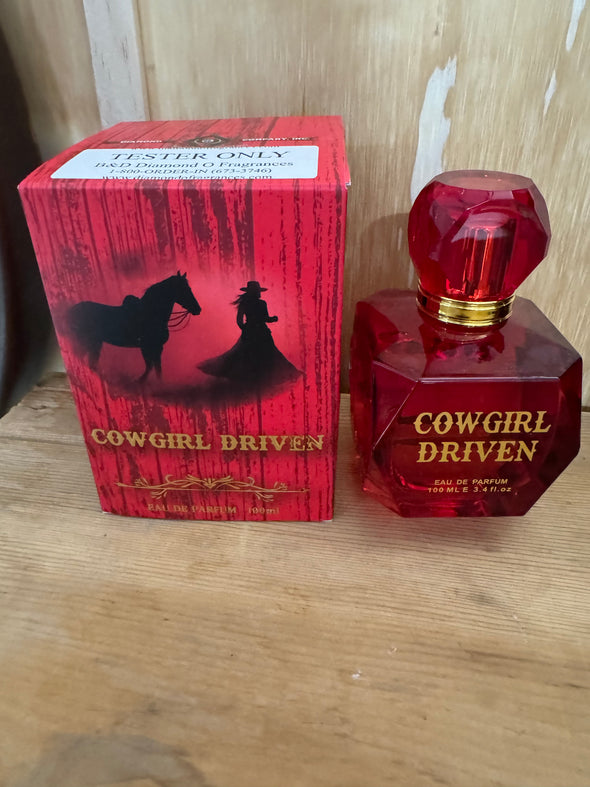 DIAMOND COMPANY INC.
TESTER ONLY
B&D Diamond O Fragrances
1-800-ORDER-IN (673-3746)
www.diamondofragrances.com
COWGIRL DRIVEN
EAU DE PARFUM 100ml
COWGIRL
DRIVEN
EAU DE PARFUM
100 ML E 3.4 fl.oz